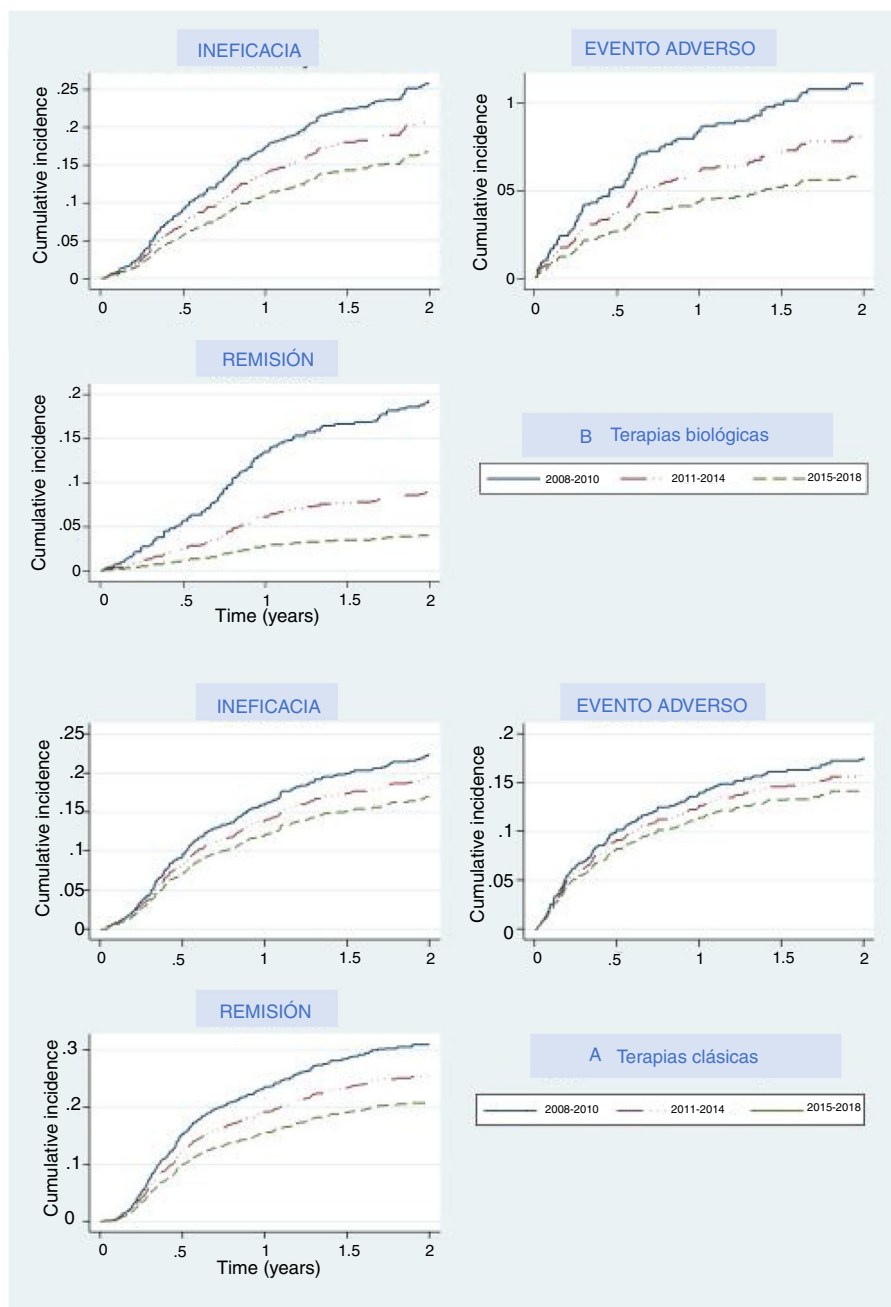 INEFICACIA
Cumulative incidence
.25
.2
.15
.1
.05
0
0 .5 1 1.5 2
EVENTO ADVERSO
Cumulative incidence
1
05
0
0 .5 1 1.5 2
REMISIÓN
Cumulative incidence
.2
.15
.1
.05
0
0 .5 1 1.5 2
Time (years)
B Terapias biológicas
2008-2010 2011-2014 2015-2018
INEFICACIA
Cumulative incidence
.25
.2
.15
.1
.05
0
0 .5 1 1.5 2
EVENTO ADVERSO
Cumulative incidence
.2
.15
.1
.05
0
0 .5 1 1.5 2
REMISIÓN
Cumulative incidence
.3
.2
.1
0
0 .5 1 1.5 2
Time (years)
A Terapias clásicas
2008-2010 2011-2014 2015-2018